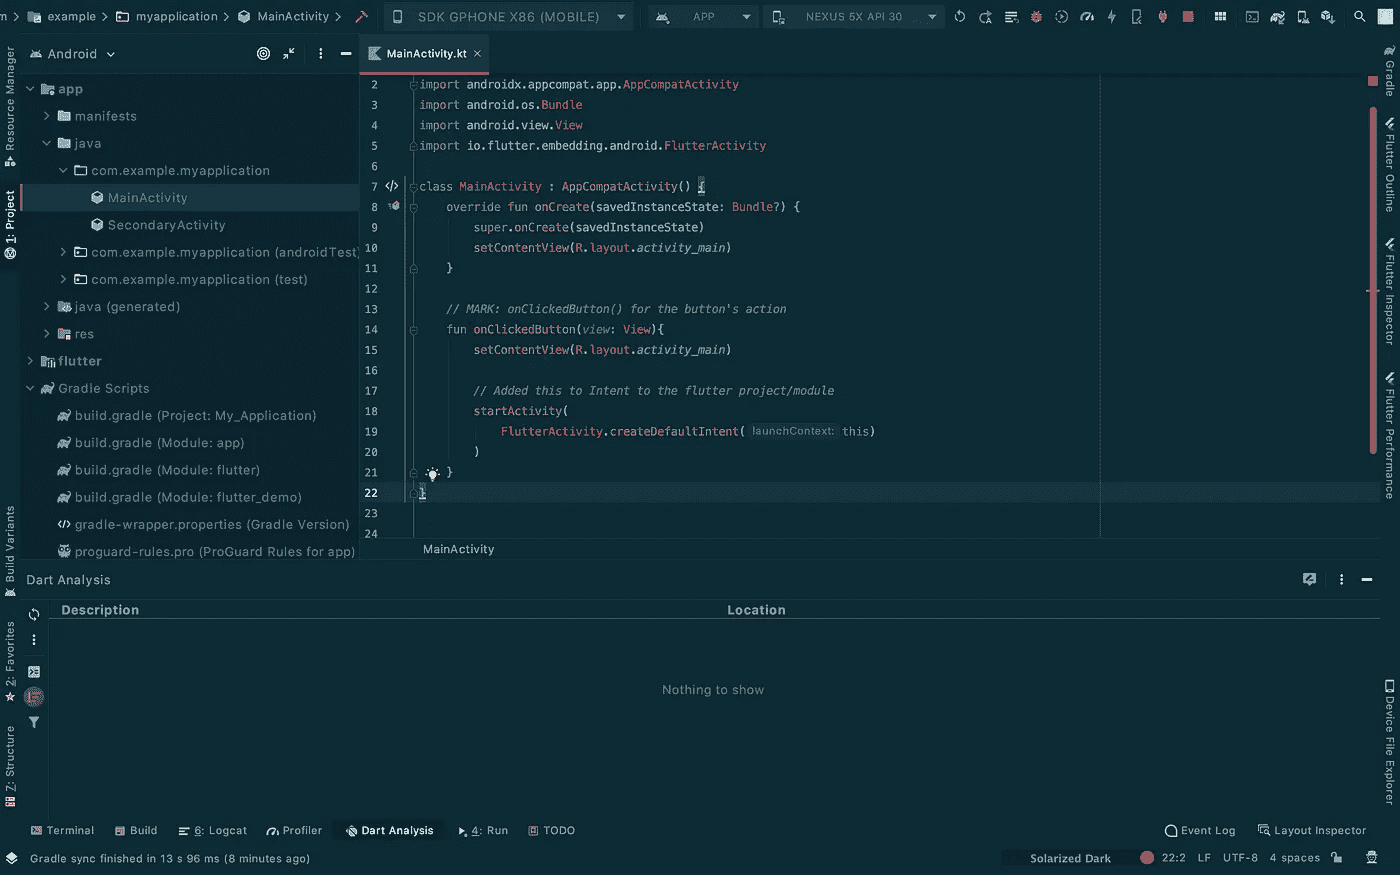 n > example > myapplication > MainActivity > SDK GPHONE X86 (MOBILE) APP NEXUS 5X API 30
Android
MainActivity.kt ×
app
manifests
java
com.example.myapplication
MainActivity
SecondaryActivity
com.example.myapplication (androidTest)
com.example.myapplication (test)
java (generated)
res
flutter
Gradle Scripts
build.gradle (Project: My_Application)
build.gradle (Module: app)
build.gradle (Module: flutter)
build.gradle (Module: flutter_demo)
gradle-wrapper.properties (Gradle Version)
proguard-rules.pro (ProGuard Rules for app)
2 import androidx.appcompat.app.AppCompatActivity
3 import android.os.Bundle
4 import android.view.View
5 import io.flutter.embedding.android.FlutterActivity
6
7 class MainActivity : AppCompatActivity() {
8 override fun onCreate(savedInstanceState: Bundle?) {
9 super.onCreate(savedInstanceState)
10 setContentView(R.layout.activity_main)
11 }
12
13 // MARK: onClickedButton() for the button's action
14 fun onClickedButton(view: View){
15 setContentView(R.layout.activity_main)
16
17 // Added this to Intent to the flutter project/module
18 startActivity(
19 FlutterActivity.createDefaultIntent( launchContext: this)
20 )
21 }
22 }
23
24
MainActivity
Resource Manager
1: Project
Build Variants
2: Favorites
Z: Structure
Gradle
Flutter Outline
Flutter Inspector
Flutter Performance
Device File Explorer
Dart Analysis
Description Location
Nothing to show
Terminal Build 6: Logcat Profiler Dart Analysis 4: Run TODO Event Log Layout Inspector
Gradle sync finished in 13 s 96 ms (8 minutes ago) Solarized Dark 22:2 LF UTF-8 4 spaces